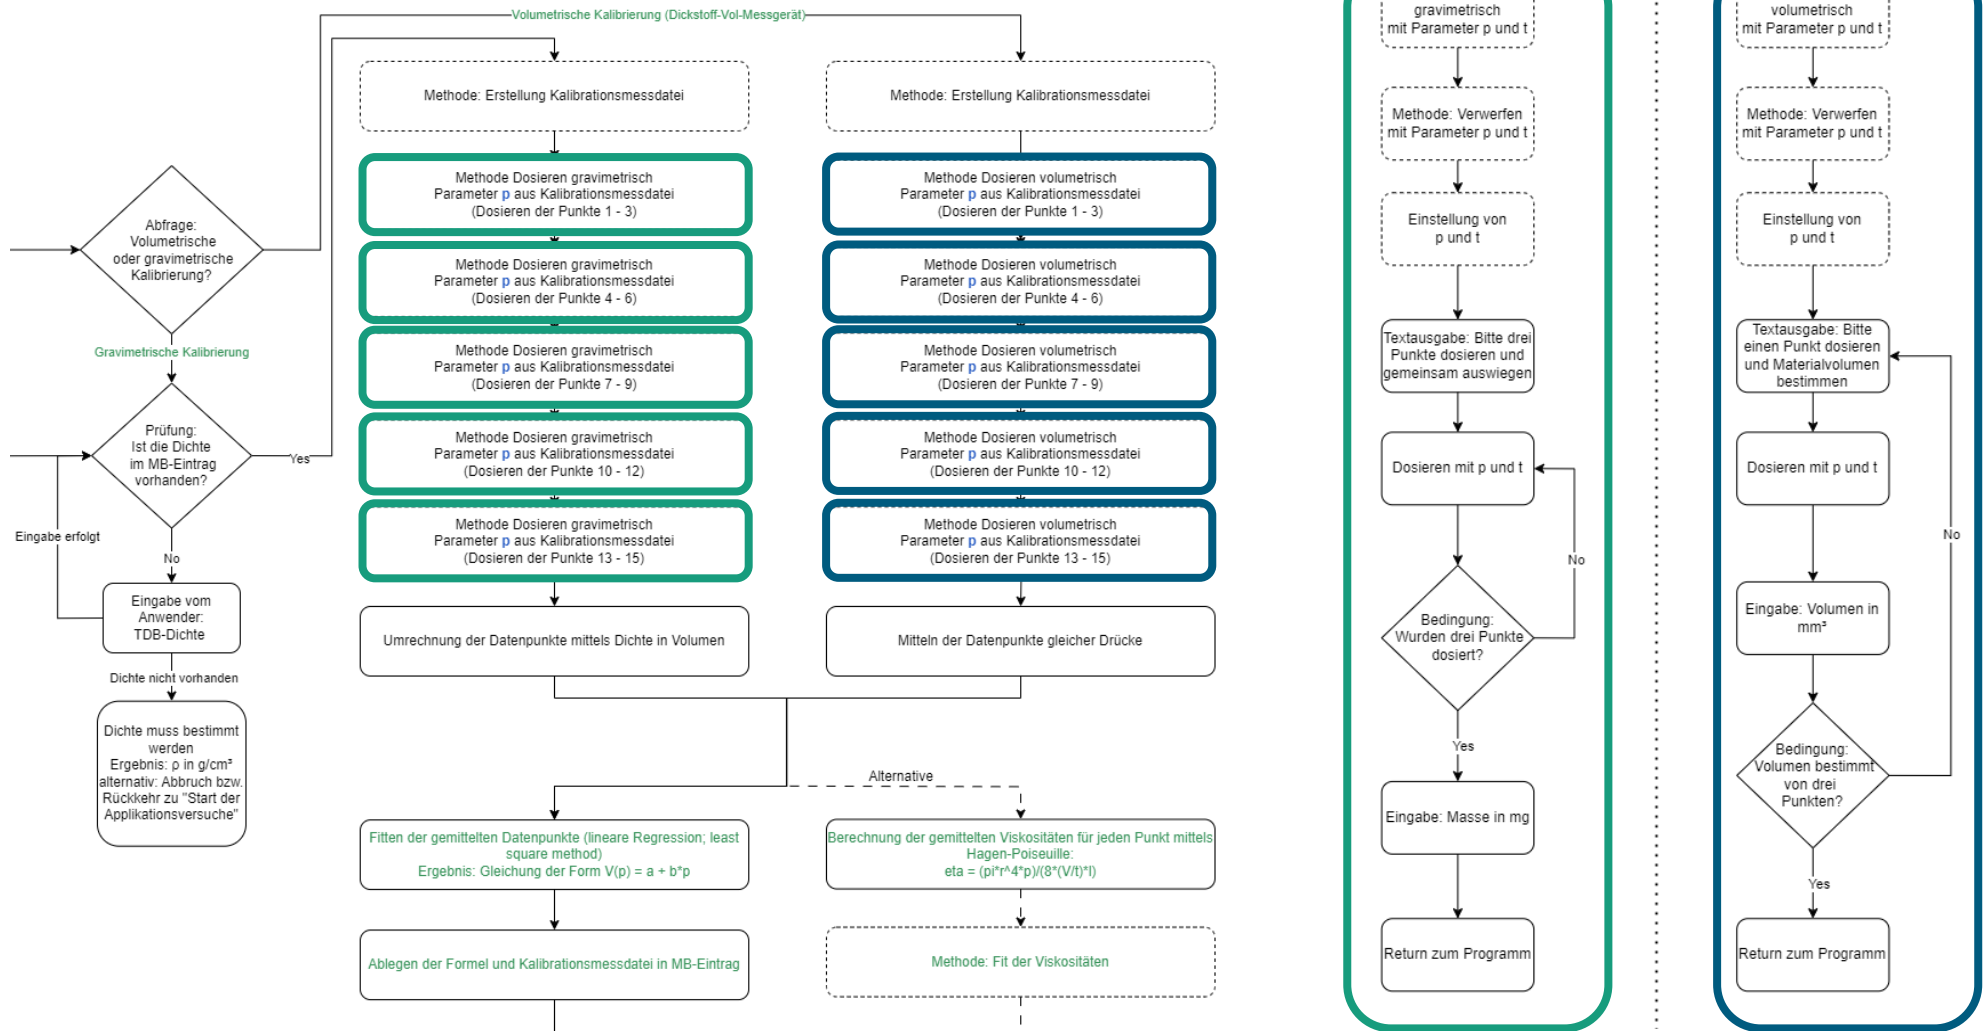 Volumetrische Kalibrierung (Dickstoff-Vol-Messgerät)
Abfrage:
Volumetrische
oder gravimetrische
Kalibrierung?
Gravimetrische Kalibrierung
Prüfung:
Ist die Dichte
im MB-Eintrag
vorhanden?
Yes
Eingabe erfolgt
No
Eingabe vom
Anwender:
TDB-Dichte
Dichte nicht vorhanden
Dichte muss bestimmt
werden
Ergebnis: ρ in g/cm³
alternativ: Abbruch bzw.
Rückkehr zu "Start der
Applikationsversuche"
Methode: Erstellung Kalibrationsmessdatei
Methode Dosieren gravimetrisch
Parameter p aus Kalibrationsmessdatei
(Dosieren der Punkte 1 - 3)
Methode Dosieren gravimetrisch
Parameter p aus Kalibrationsmessdatei
(Dosieren der Punkte 4 - 6)
Methode Dosieren gravimetrisch
Parameter p aus Kalibrationsmessdatei
(Dosieren der Punkte 7 - 9)
Methode Dosieren gravimetrisch
Parameter p aus Kalibrationsmessdatei
(Dosieren der Punkte 10 - 12)
Methode Dosieren gravimetrisch
Parameter p aus Kalibrationsmessdatei
(Dosieren der Punkte 13 - 15)
Umrechnung der Datenpunkte mittels Dichte in Volumen
Methode: Erstellung Kalibrationsmessdatei
Methode Dosieren volumetrisch
Parameter p aus Kalibrationsmessdatei
(Dosieren der Punkte 1 - 3)
Methode Dosieren volumetrisch
Parameter p aus Kalibrationsmessdatei
(Dosieren der Punkte 4 - 6)
Methode Dosieren volumetrisch
Parameter p aus Kalibrationsmessdatei
(Dosieren der Punkte 7 - 9)
Methode Dosieren volumetrisch
Parameter p aus Kalibrationsmessdatei
(Dosieren der Punkte 10 - 12)
Methode Dosieren volumetrisch
Parameter p aus Kalibrationsmessdatei
(Dosieren der Punkte 13 - 15)
Mitteln der Datenpunkte gleicher Drücke
Alternative
Fitten der gemittelten Datenpunkte (lineare Regression; least
square method)
Ergebnis: Gleichung der Form V(p) = a + b*p
Ablegen der Formel und Kalibrationsmessdatei in MB-Eintrag
Berechnung der gemittelten Viskositäten für jeden Punkt mittels
Hagen-Poiseuille:
eta = (pi*r^4*p)/(8*(V/t)*l)
Methode: Fit der Viskositäten
gravimetrisch
mit Parameter p und t
Methode: Verwerfen
mit Parameter p und t
Einstellung von
p und t
Textausgabe: Bitte drei
Punkte dosieren und
gemeinsam auswiegen
Dosieren mit p und t
No
Bedingung:
Wurden drei Punkte
dosiert?
Yes
Eingabe: Masse in mg
Return zum Programm
volumetrisch
mit Parameter p und t
Methode: Verwerfen
mit Parameter p und t
Einstellung von
p und t
Textausgabe: Bitte
einen Punkt dosieren
und Materialvolumen
bestimmen
Dosieren mit p und t
No
Eingabe: Volumen in
mm³
Bedingung:
Volumen bestimmt
von drei
Punkten?
Yes
Return zum Programm